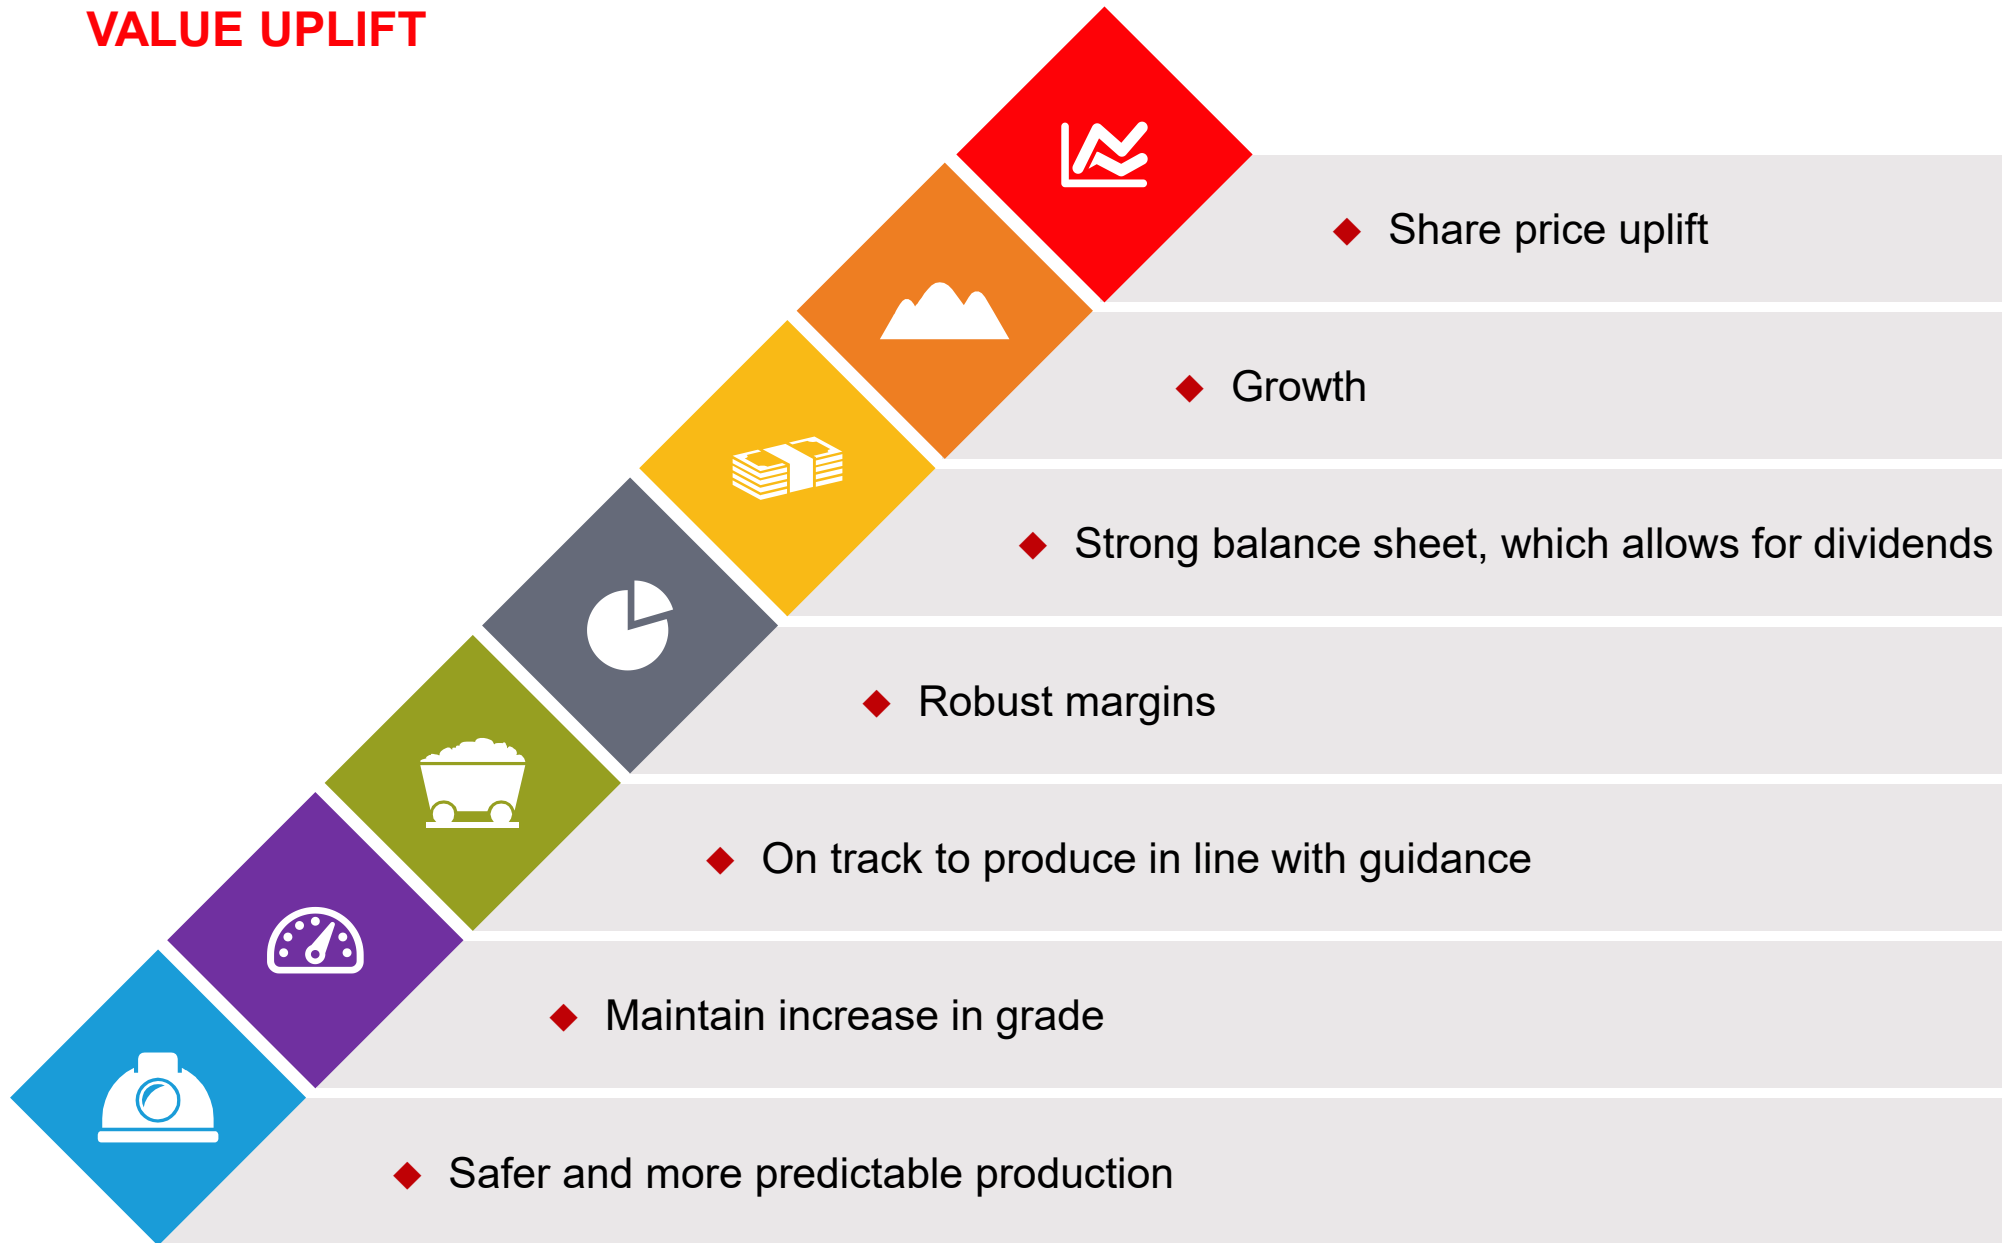 VALUE UPLIFT
Share price uplift
Growth
Strong balance sheet, which allows for dividends
Robust margins
On track to produce in line with guidance
Maintain increase in grade
Safer and more predictable production